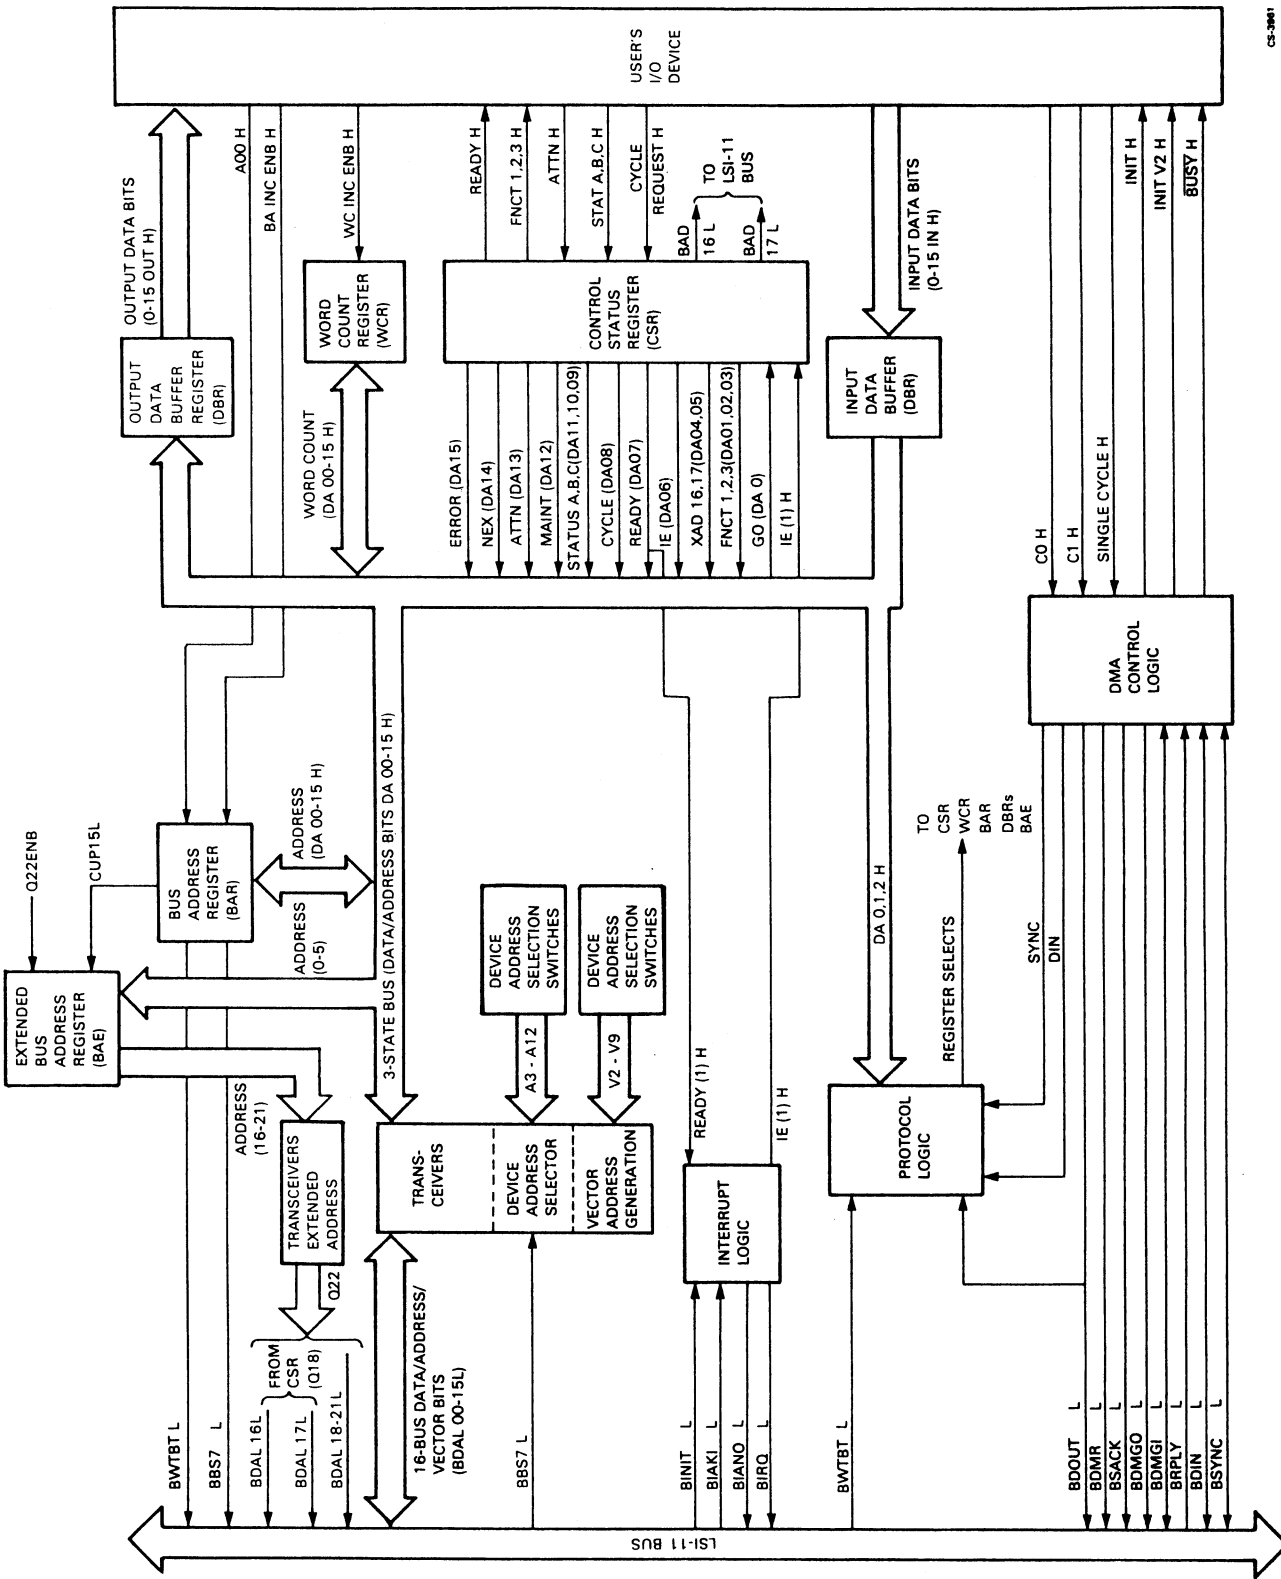 EXTENDED
BUS
ADDRESS
REGISTER
(BAE)
Q22ENB
CUP15L
BUS
ADDRESS
REGISTER
(BAR)
ADDRESS
(DA 00-15 H)
ADDRESS
(0-5)
ADDRESS
(16-21)
TRANSCEIVERS
EXTENDED
ADDRESS
Q22
FROM
CSR
(Q18)
BWTBT L
BBS7 L
BDAL 16L
BDAL 17L
BDAL 18-21L
16-BUS DATA/ADDRESS/
VECTOR BITS
(BDAL 00-15L)
BBS7 L
LSI-11 BUS
3-STATE BUS (DATA/ADDRESS BITS DA 00-15 H)
TRANS-
CEIVERS
DEVICE
ADDRESS
SELECTOR
VECTOR
ADDRESS
GENERATION
A3 - A12
V2 - V9
DEVICE
ADDRESS
SELECTION
SWITCHES
DEVICE
ADDRESS
SELECTION
SWITCHES
OUTPUT
DATA
BUFFER
REGISTER
(DBR)
OUTPUT DATA BITS
(0-15 OUT H)
A00 H
BA INC ENB H
WC INC ENB H
WORD
COUNT
REGISTER
(WCR)
WORD COUNT
(DA 00-15 H)
USER'S
I/O
DEVICE
READY H
FNCT 1,2,3 H
ATTN H
STAT A,B,C H
CYCLE
REQUEST H
BAD
16 L
BAD
17 L
TO
LSI-11
BUS
CONTROL
STATUS
REGISTER
(CSR)
ERROR (DA15)
NEX (DA14)
ATTN (DA13)
MAINT (DA12)
STATUS A,B,C(DA11,10,09)
CYCLE (DA08)
READY (DA07)
IE (DA06)
XAD 16,17(DA04,05)
FNCT 1,2,3(DA01,02,03)
GO (DA 0)
IE (1) H
INPUT
DATA
BUFFER
(DBR)
INPUT DATA BITS
(0-15 IN H)
READY (1) H
IE (1) H
INTERRUPT
LOGIC
BINIT L
BIAKI L
BIANO L
BIRQ L
DA 0,1,2 H
PROTOCOL
LOGIC
BWTBT L
REGISTER SELECTS
TO
CSR
WCR
BAR
DBRs
BAE
SYNC
DIN
DMA
CONTROL
LOGIC
C0 H
C1 H
SINGLE CYCLE H
INIT H
INIT V2 H
BUSY H
BDOUT L
BDMR L
BSACK L
BDMGO L
BDMGI L
BRPLY L
BDIN L
BSYNC L
CS-3961